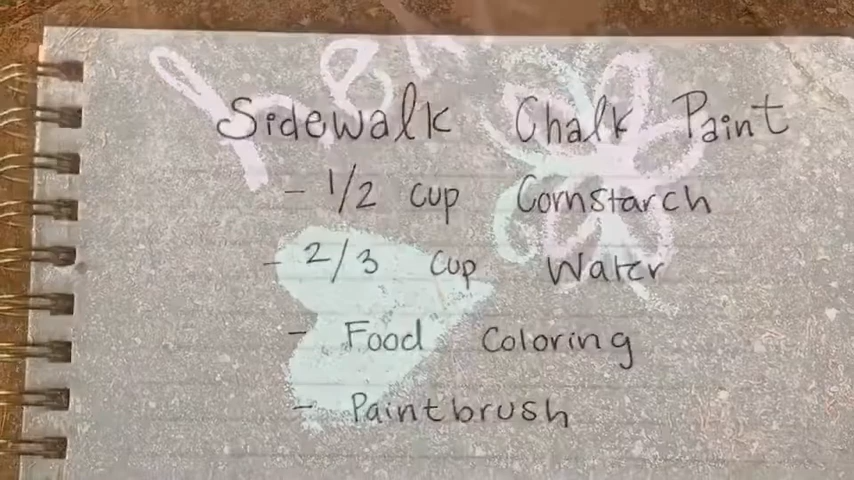 Sidewalk Chalk Paint
- 1/2 cup Cornstarch
- 2/3 cup Water
- Food Coloring
- Paintbrush